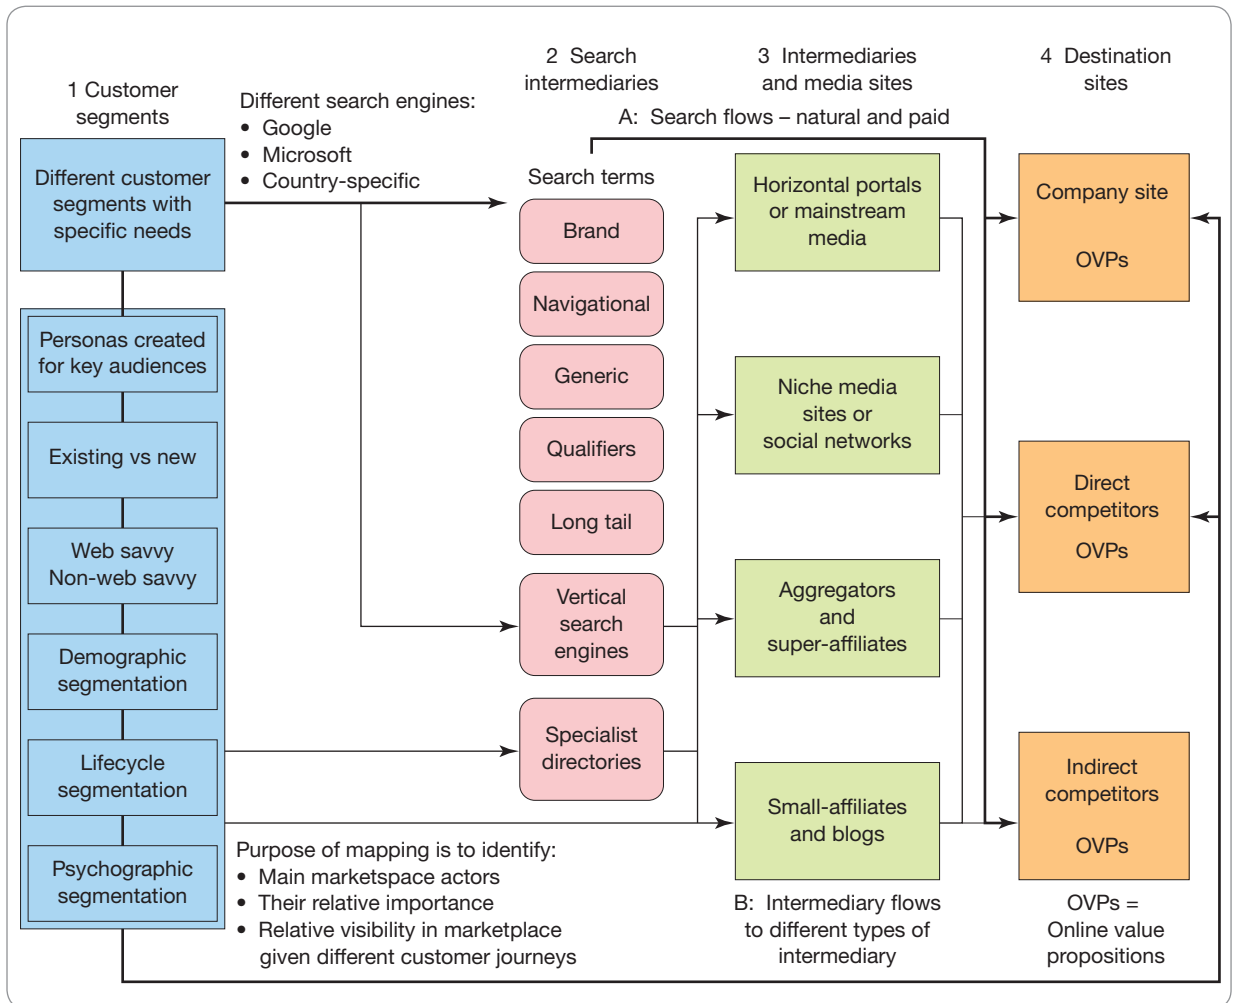 1 Customer
segments
Different customer
segments with
specific needs
Personas created
for key audiences
Existing vs new
Web savvy
Non-web savvy
Demographic
segmentation
Lifecycle
segmentation
Psychographic
segmentation
Different search engines:
• Google
• Microsoft
• Country-specific
Purpose of mapping is to identify:
• Main marketspace actors
• Their relative importance
• Relative visibility in marketplace
given different customer journeys
2 Search
intermediaries
Search terms
Brand
Navigational
Generic
Qualifiers
Long tail
Vertical
search
engines
Specialist
directories
3 Intermediaries
and media sites
A: Search flows – natural and paid
Horizontal portals
or mainstream
media
Niche media
sites or
social networks
Aggregators
and
super-affiliates
Small-affiliates
and blogs
B: Intermediary flows
to different types of
intermediary
4 Destination
sites
Company site
OVPs
Direct
competitors
OVPs
Indirect
competitors
OVPs
OVPs =
Online value
propositions